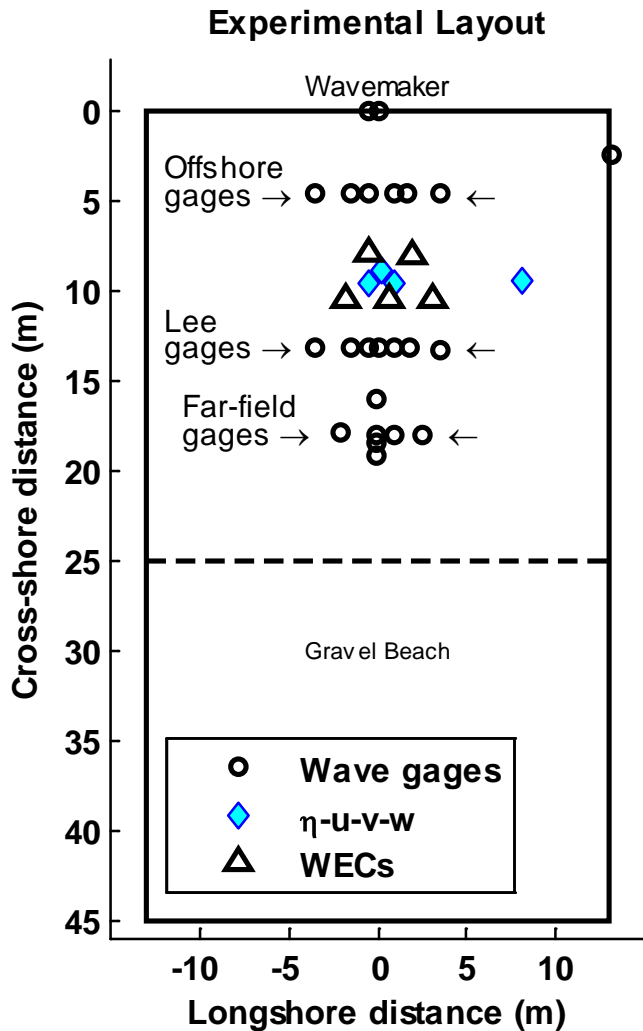 Experimental Layout
Wavemaker
0
Offshore
gages → ←
5
10
Lee
gages → ←
15
Far-field
gages → ←
20
25
Gravel Beach
30
35
40
45
Wave gages
η-u-v-w
WECs
-10 -5 0 5 10
Longshore distance (m)
Cross-shore distance (m)